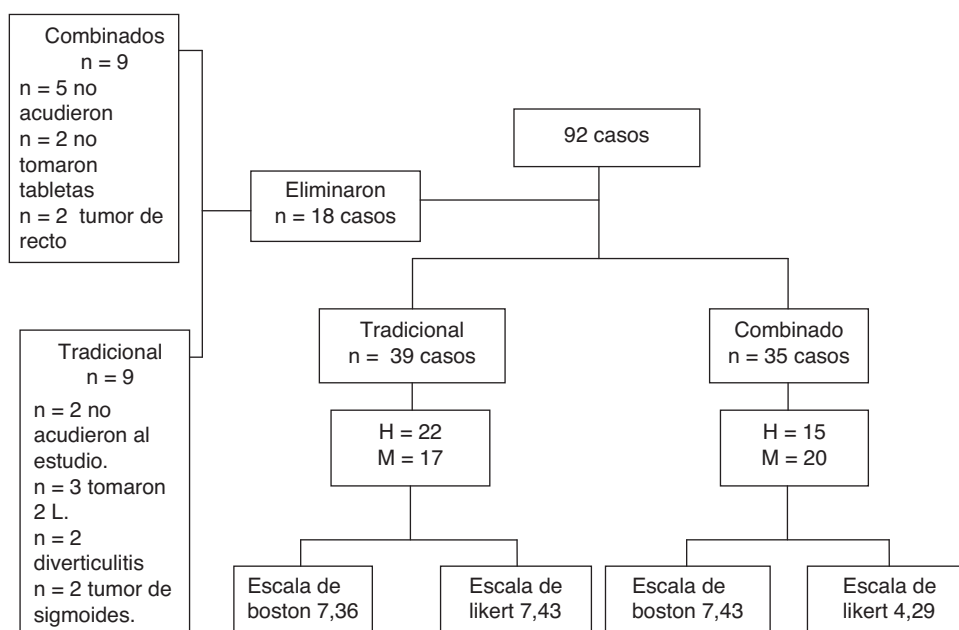 Combinados
n = 9
n = 5 no
acudieron
n = 2 no
tomaron
tabletas
n = 2 tumor de
recto
92 casos
Eliminaron
n = 18 casos
Tradicional
n = 9
n = 2 no
acudieron al
estudio.
n = 3 tomaron
2 L.
n = 2
diverticulitis
n = 2 tumor de
sigmoides.
Tradicional
n = 39 casos
Combinado
n = 35 casos
H = 22
M = 17
H = 15
M = 20
Escala de
boston 7,36
Escala de
likert 7,43
Escala de
boston 7,43
Escala de
likert 4,29